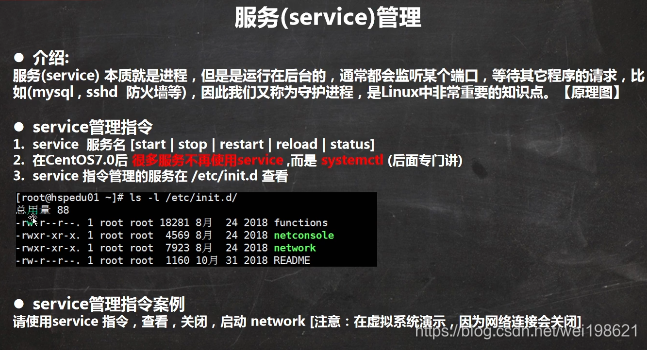 服务(service)管理
● 介绍:
服务(service) 本质就是进程，但是是运行在后台的，通常都会监听某个端口，等待其它程序的请求，比
如(mysql , sshd 防火墙等)，因此我们又称为守护进程，是Linux中非常重要的知识点。【原理图】
● service管理指令
1. service 服务名 [start | stop | restart | reload | status]
2. 在CentOS7.0后 很多服务不再使用service ,而是 systemctl (后面专门讲)
3. service 指令管理的服务在 /etc/init.d 查看
[root@hspedu01 ~]# ls -l /etc/init.d/
总用量 88
-rw-r--r--. 1 root root 18281 8月 24 2018 functions
-rwxr-xr-x. 1 root root 4569 8月 24 2018 netconsole
-rwxr-xr-x. 1 root root 7923 8月 24 2018 network
-rw-r--r--. 1 root root 1160 10月 31 2018 README
● service管理指令案例
请使用service 指令，查看，关闭，启动 network [注意：在虚拟系统演示，因为网络连接会关闭]
https://blog.csdn.net/wei198621